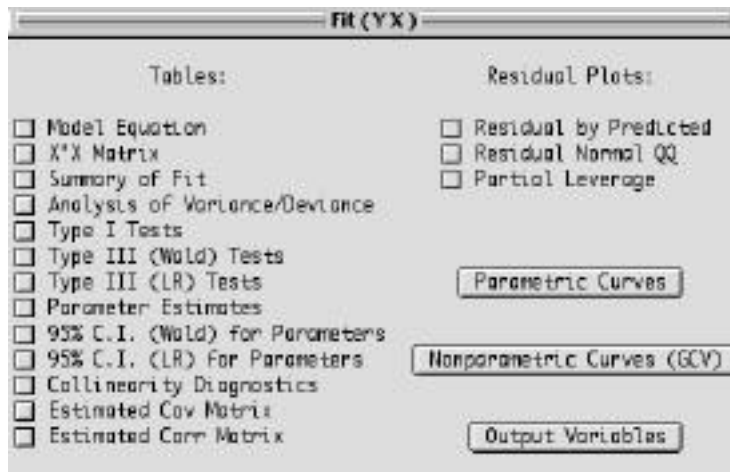 Fit (Y X)
Tables:
Model Equation
X'X Matrix
Summary of Fit
Analysis of Variance/Deviance
Type I Tests
Type III (Wald) Tests
Type III (LR) Tests
Parameter Estimates
95% C.I. (Wald) for Parameters
95% C.I. (LR) For Parameters
Collinearity Diagnostics
Estimated Cov Matrix
Estimated Corr Matrix
Residual Plots:
Residual by Predicted
Residual Normal QQ
Partial Leverage
Parametric Curves
Nonparametric Curves (GCV)
Output Variables